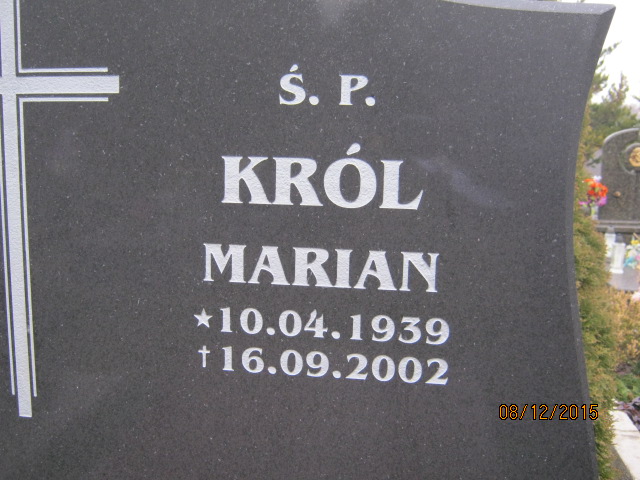 Ś. P.
KRÓL
MARIAN
★10.04.1939
†16.09.2002
08/12/2015